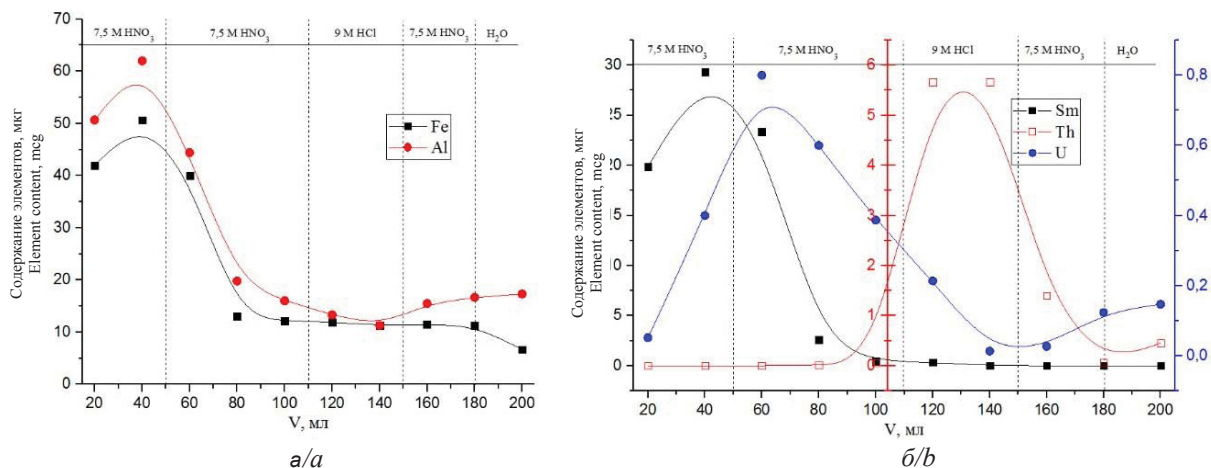 70
60
50
40
30
20
10
0
Содержание элементов, мкг
Element content, mcg
7,5 M HNO₃
7,5 M HNO₃
9 M HCl
7,5 M HNO₃
H₂O
Fe
Al
20 40 60 80 100 120 140 160 180 200
V, мл
а/a
30
25
20
15
10
5
0
Содержание элементов, мкг
Element content, mcg
7,5 M HNO₃
7,5 M HNO₃
9 M HCl
7,5 M HNO₃
H₂O
6
5
4
3
2
1
0
Sm
Th
U
0,8
0,6
0,4
0,2
0,0
20 40 60 80 100 120 140 160 180 200
V, мл
б/b